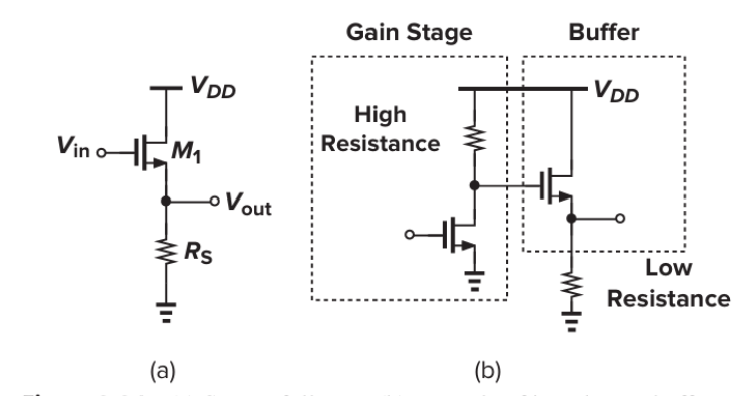 Gain Stage
Buffer
V_DD
V_DD
High
Resistance
V_in
M_1
V_out
R_S
Low
Resistance
(a)
(b)